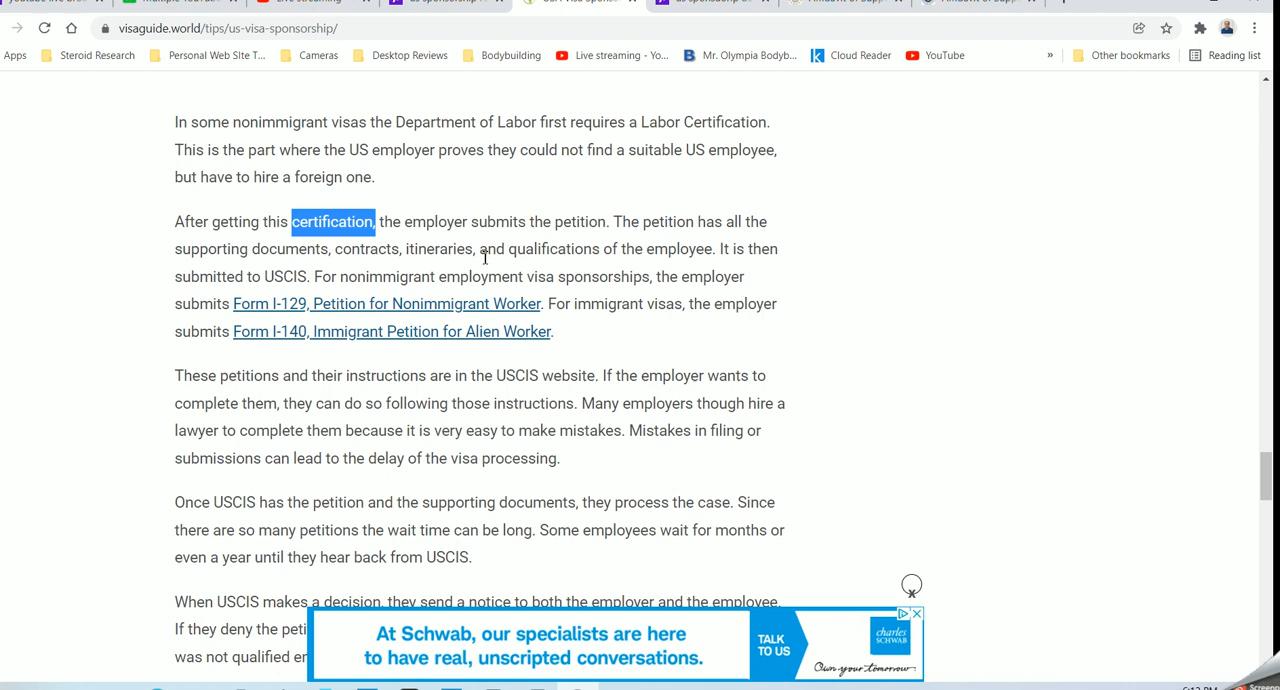 visaguide.world/tips/us-visa-sponsorship/
Apps Steroid Research Personal Web SIte T... Cameras Desktop Reviews Bodybuilding Live streaming - Yo... Mr. Olympia Bodyb... Cloud Reader YouTube » Other bookmarks Reading list
In some nonimmigrant visas the Department of Labor first requires a Labor Certification.
This is the part where the US employer proves they could not find a suitable US employee,
but have to hire a foreign one.
After getting this certification, the employer submits the petition. The petition has all the
supporting documents, contracts, itineraries, and qualifications of the employee. It is then
submitted to USCIS. For nonimmigrant employment visa sponsorships, the employer
submits Form I-129, Petition for Nonimmigrant Worker. For immigrant visas, the employer
submits Form I-140, Immigrant Petition for Alien Worker.
These petitions and their instructions are in the USCIS website. If the employer wants to
complete them, they can do so following those instructions. Many employers though hire a
lawyer to complete them because it is very easy to make mistakes. Mistakes in filing or
submissions can lead to the delay of the visa processing.
Once USCIS has the petition and the supporting documents, they process the case. Since
there are so many petitions the wait time can be long. Some employees wait for months or
even a year until they hear back from USCIS.
When USCIS makes a decision, they send a notice to both the employer and the employee.
If they deny the peti
was not qualified en
At Schwab, our specialists are here
to have real, unscripted conversations.
TALK
TO US
charles
SCHWAB
Own your tomorrow